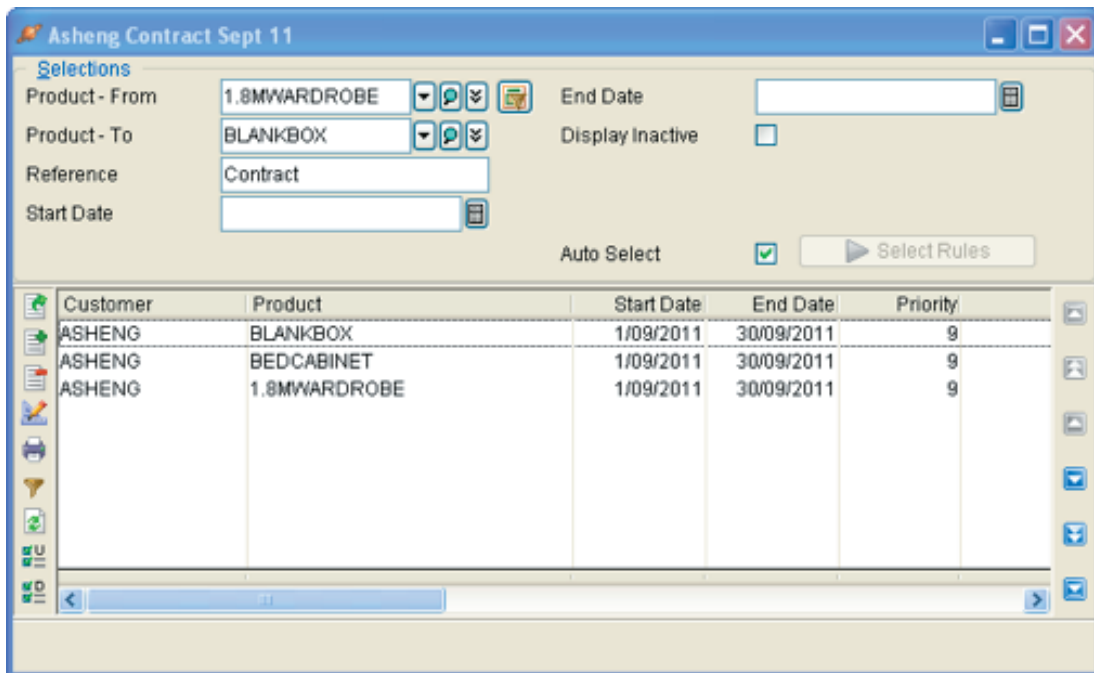 Asheng Contract Sept 11
Selections
Product - From 1.8MWARDROBE End Date
Product - To BLANKBOX Display Inactive
Reference Contract
Start Date
Auto Select Select Rules
Customer Product Start Date End Date Priority
ASHENG BLANKBOX 1/09/2011 30/09/2011 9
ASHENG BEDCABINET 1/09/2011 30/09/2011 9
ASHENG 1.8MWARDROBE 1/09/2011 30/09/2011 9
U
D